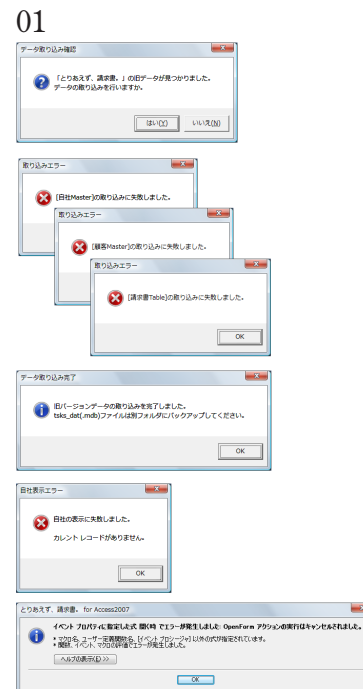 01
データ取り込み確認
「とりあえず、請求書。」の旧データが見つかりました。
データの取り込みを行いますか。
はい(Y)
いいえ(N)
取り込みエラー
[自社Master]の取り込みに失敗しました。
取り込みエラー
[顧客Master]の取り込みに失敗しました。
取り込みエラー
[請求書Table]の取り込みに失敗しました。
OK
データ取り込み完了
旧バージョンデータの取り込みを完了しました。
tsks_dat(.mdb)ファイルは別フォルダにバックアップしてください。
OK
自社表示エラー
自社の表示に失敗しました。
カレント レコードがありません。
OK
とりあえず、請求書。 for Access2007
イベント プロパティに指定した式 開く時 でエラーが発生しました: OpenForm アクションの実行はキャンセルされました。
* マクロ名、ユーザー定義関数名、[イベント プロシージャ] 以外の式が指定されています。
* 関数、イベント、マクロの評価でエラーが発生しました。
ヘルプの表示(E) >>
OK